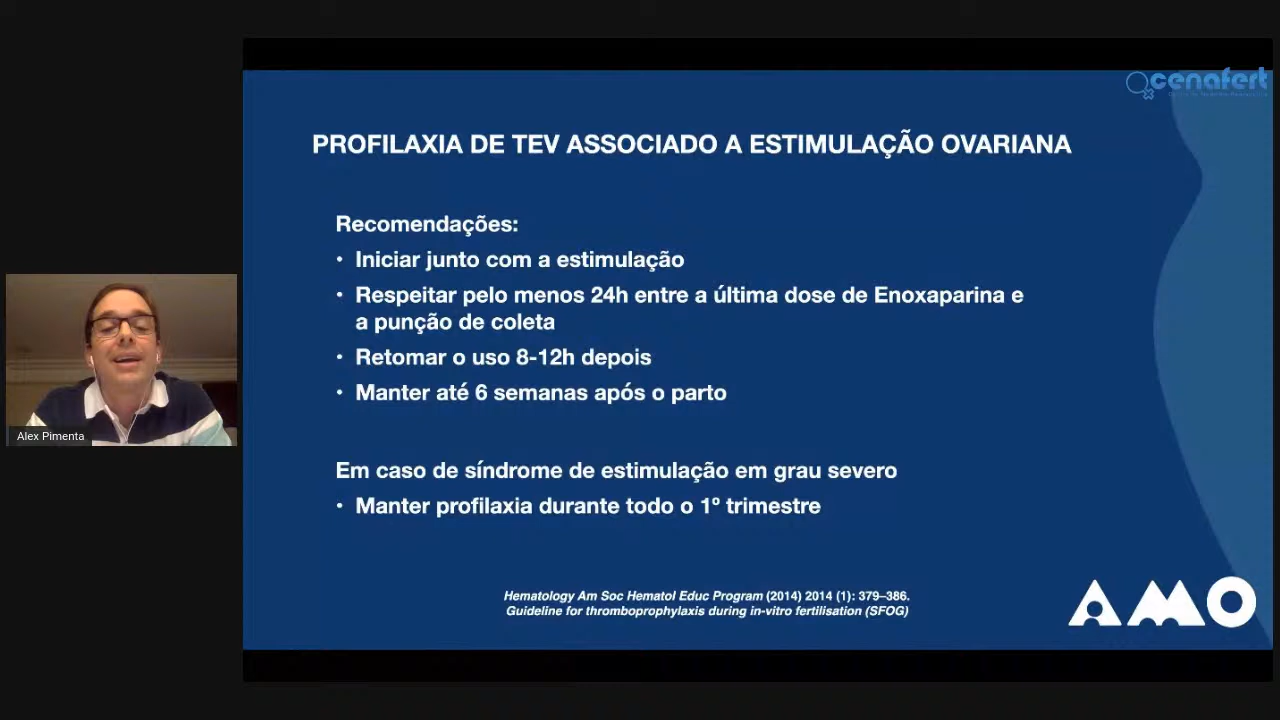 cenafert
PROFILAXIA DE TEV ASSOCIADO A ESTIMULAÇÃO OVARIANA
Recomendações:
• Iniciar junto com a estimulação
• Respeitar pelo menos 24h entre a última dose de Enoxaparina e
a punção de coleta
• Retomar o uso 8-12h depois
• Manter até 6 semanas após o parto
Alex Pimenta
Em caso de síndrome de estimulação em grau severo
• Manter profilaxia durante todo o 1º trimestre
Hematology Am Soc Hematol Educ Program (2014) 2014 (1): 379–386.
Guideline for thromboprophylaxis during in-vitro fertilisation (SFOG)
AMO